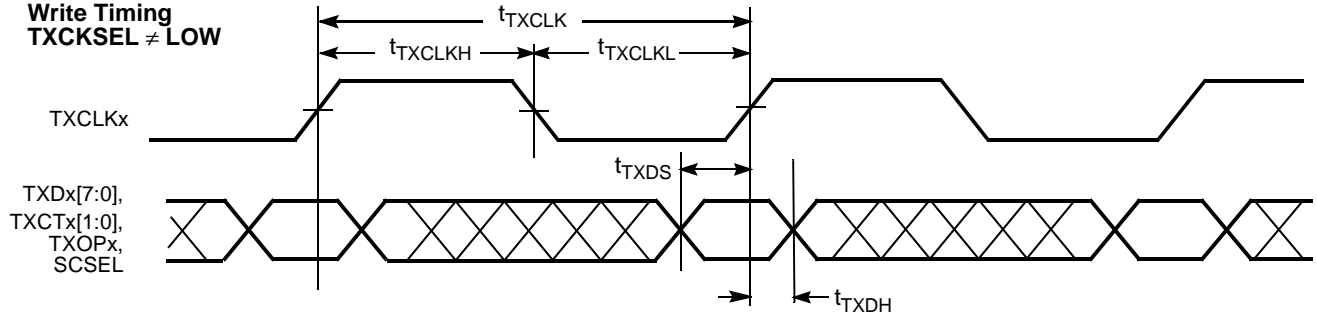 Write Timing
TXCKSEL ≠ LOW
tTXCLK
tTXCLKH
tTXCLKL
TXCLKx
tTXDS
TXDx[7:0],
TXCTx[1:0],
TXOPx,
SCSEL
tTXDH